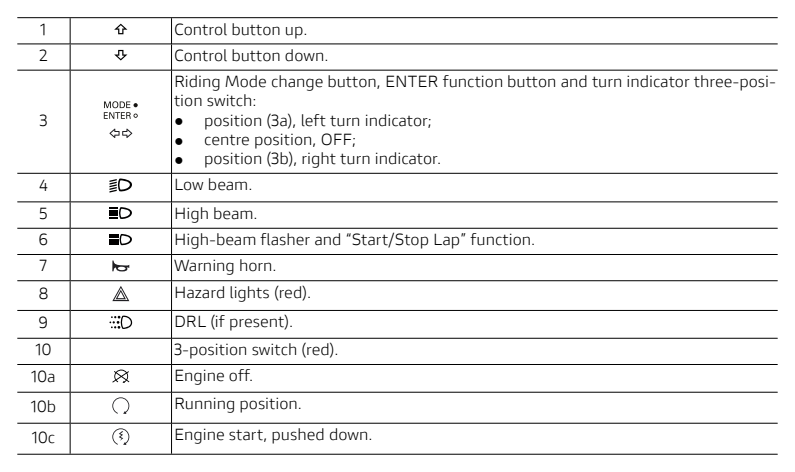 1 Control button up.
2 Control button down.
3 MODE ● ENTER ○ Riding Mode change button, ENTER function button and turn indicator three-posi-
tion switch:
● position (3a), left turn indicator;
● centre position, OFF;
● position (3b), right turn indicator.
4 Low beam.
5 High beam.
6 High-beam flasher and “Start/Stop Lap” function.
7 Warning horn.
8 Hazard lights (red).
9 DRL (if present).
10 3-position switch (red).
10a Engine off.
10b Running position.
10c Engine start, pushed down.